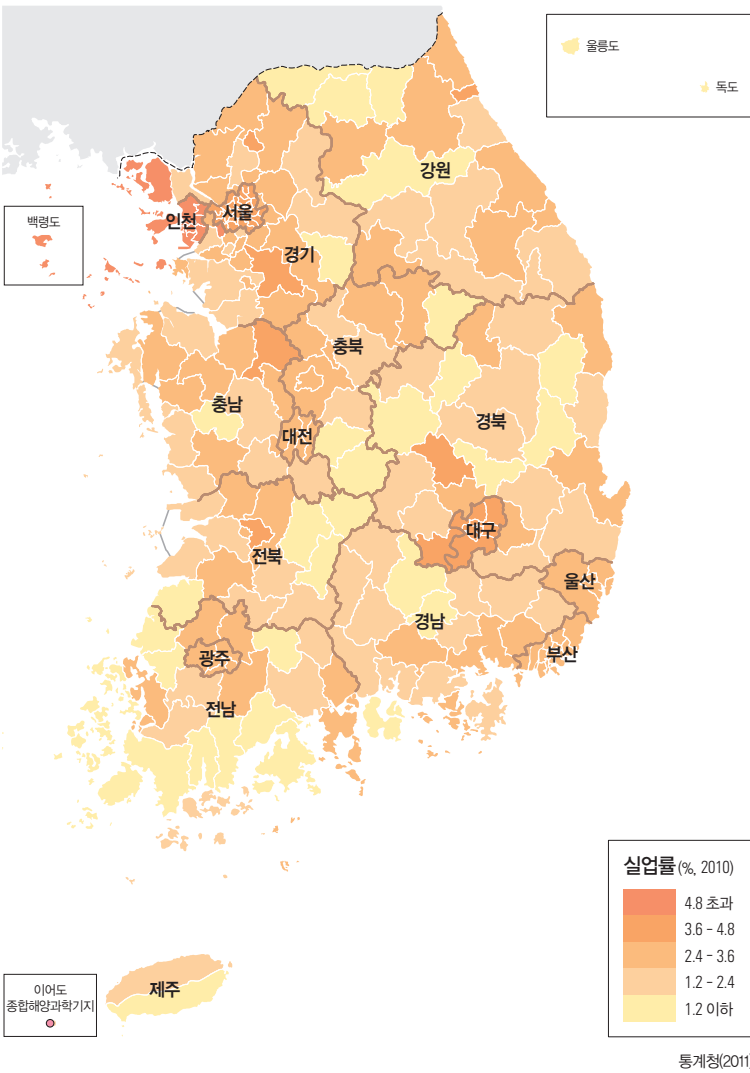 울릉도
독도
강원
백령도
인천
서울
경기
충북
충남
경북
대전
대구
전북
울산
경남
부산
광주
전남
실업률(%, 2010)
4.8 초과
3.6 - 4.8
2.4 - 3.6
1.2 - 2.4
1.2 이하
제주
이어도
종합해양과학기지
통계청(2011)